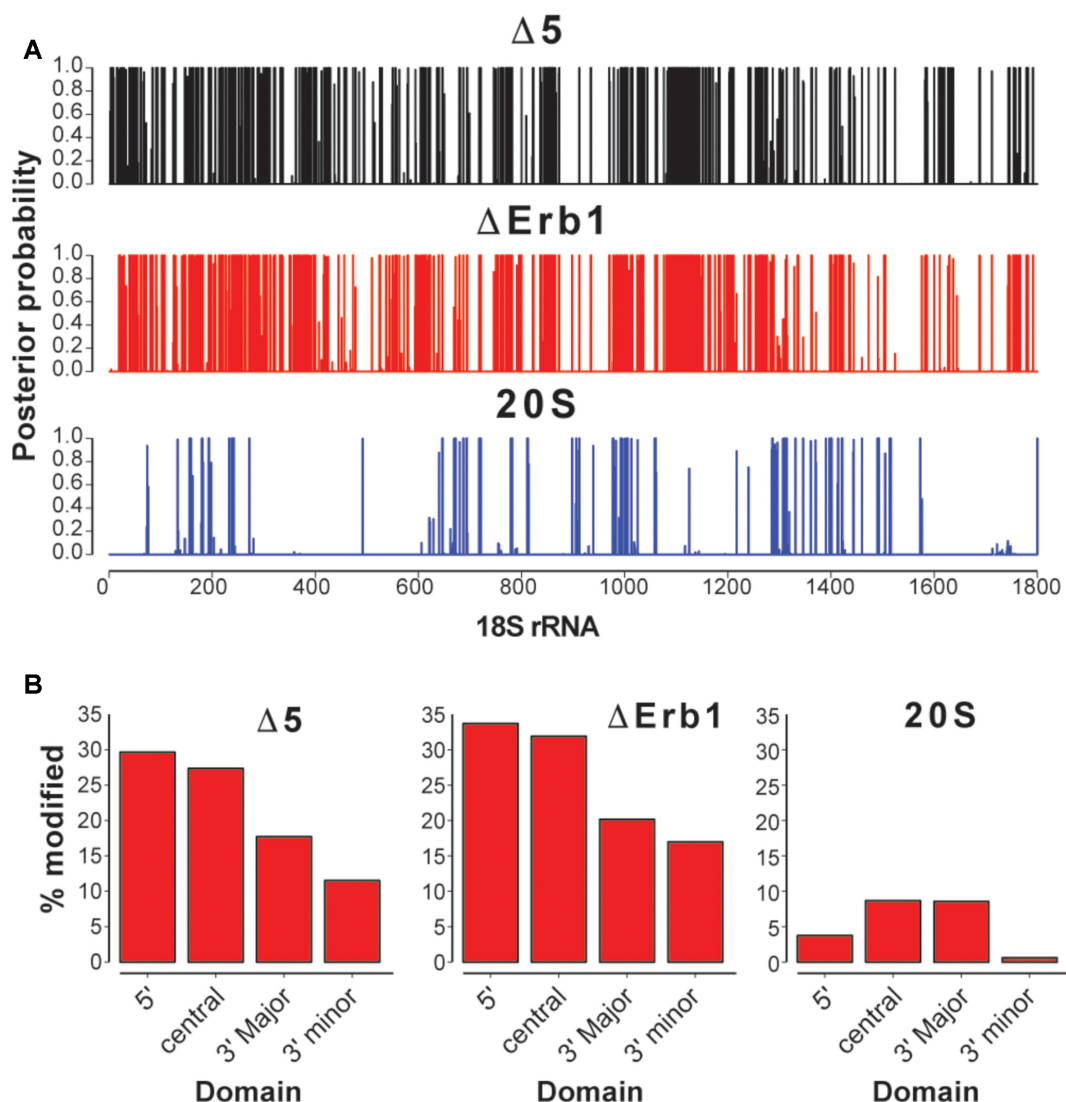 A
Δ5
Posterior probability
1.0
0.8
0.6
0.4
0.2
0.0
ΔErb1
1.0
0.8
0.6
0.4
0.2
0.0
20S
1.0
0.8
0.6
0.4
0.2
0.0
0 200 400 600 800 1000 1200 1400 1600 1800
18S rRNA
B
Δ5
% modified
35
30
25
20
15
10
5
0
5' central 3' Major 3' minor
Domain
ΔErb1
35
30
25
20
15
10
5
0
5' central 3' Major 3' minor
Domain
20S
35
30
25
20
15
10
5
0
5' central 3' Major 3' minor
Domain